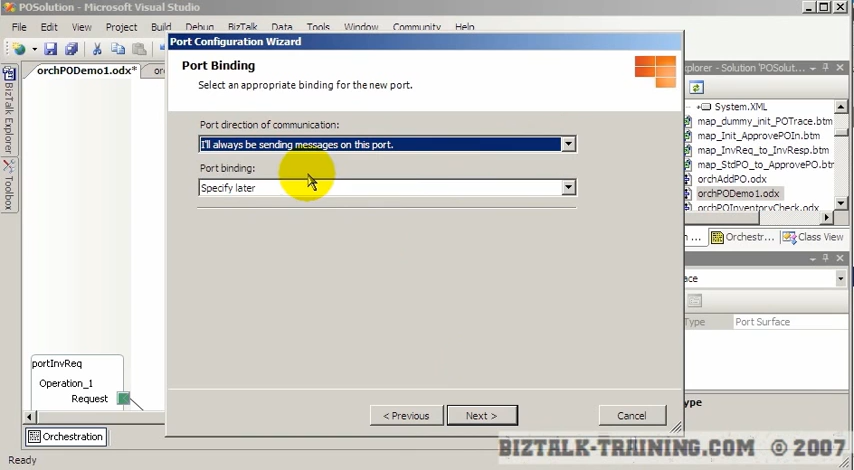 POSolution - Microsoft Visual Studio
File Edit View Project Build Debug BizTalk Data Tools Window Community Help
orchPODemo1.odx*
BizTalk Explorer
Toolbox
Port Configuration Wizard
Port Binding
Select an appropriate binding for the new port.
Port direction of communication:
I'll always be sending messages on this port.
Port binding:
Specify later
< Previous
Next >
Cancel
portInvReq
Operation_1
Request
Orchestration
Ready
xplorer - Solution 'POSolut...
System.XML
map_dummy_init_POTrace.btm
map_Init_ApprovePOIn.btm
map_InvReq_to_InvResp.btm
map_StdPO_to_ApprovePO.btm
orchAddPO.odx
orchPODemo1.odx
orchPOInventoryCheck.odx
Orchestr...
Class View
ace
Type
Port Surface
ype
BIZTALK-TRAINING.COM © 2007